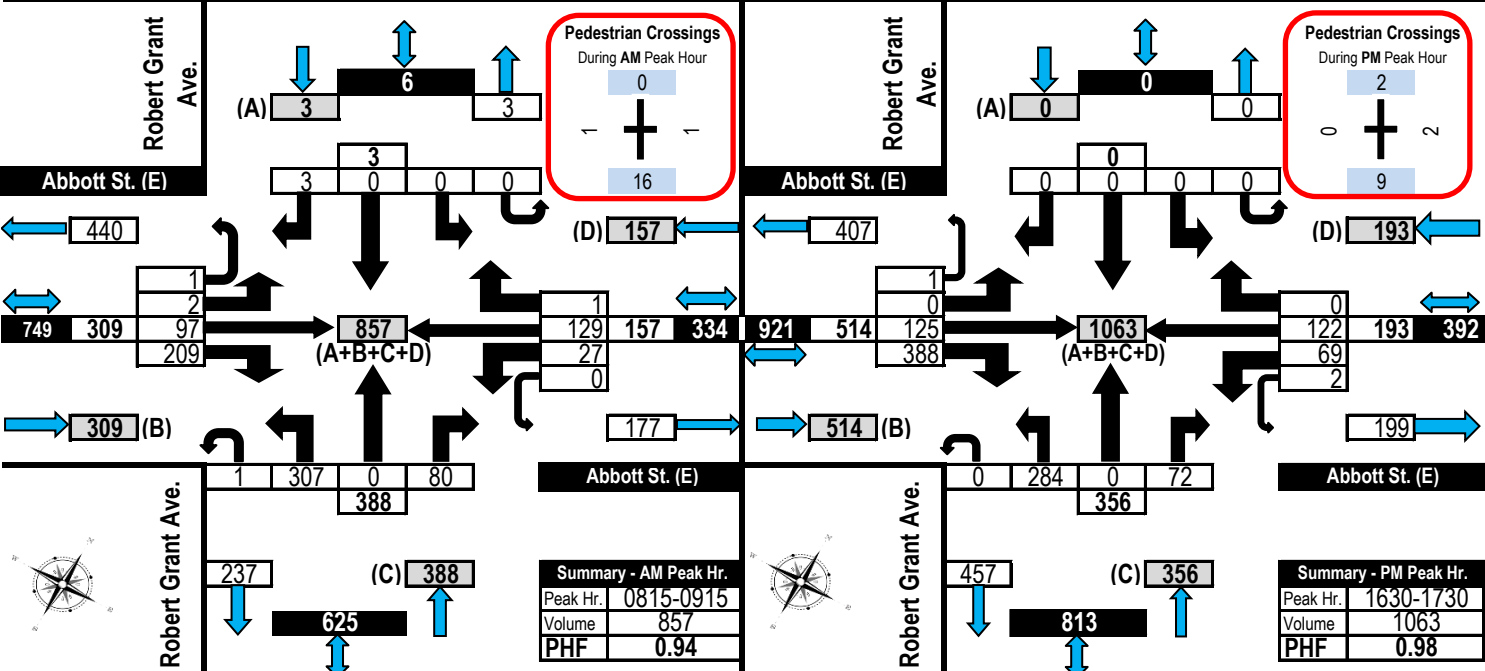 Robert Grant
Ave.
(A) 3
6
3
Pedestrian Crossings
During AM Peak Hour
0
1
1
16
3
3 0 0 0
Abbott St. (E)
440
(D) 157
1
2
97
209
749 309
857
(A+B+C+D)
1
129
27
0
157 334
309 (B)
177
1 307 0 80
388
Abbott St. (E)
Robert Grant Ave.
237
(C) 388
625
Summary - AM Peak Hr.
Peak Hr. 0815-0915
Volume 857
PHF 0.94
Robert Grant
Ave.
(A) 0
0
0
Pedestrian Crossings
During PM Peak Hour
2
0
2
9
0
0 0 0 0
Abbott St. (E)
407
(D) 193
1
0
125
388
921 514
1063
(A+B+C+D)
0
122
69
2
193 392
514 (B)
199
0 284 0 72
356
Abbott St. (E)
Robert Grant Ave.
457
(C) 356
813
Summary - PM Peak Hr.
Peak Hr. 1630-1730
Volume 1063
PHF 0.98